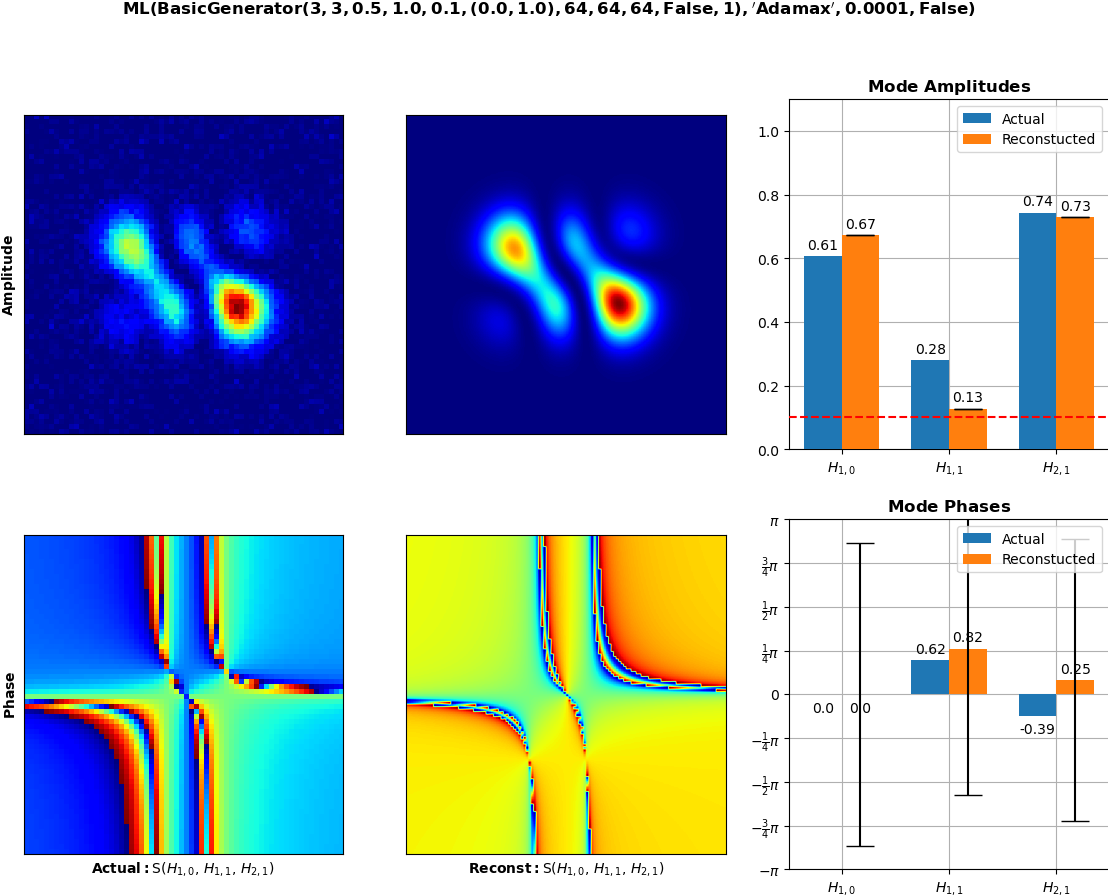 ML(BasicGenerator(3, 3, 0.5, 1.0, 0.1, (0.0, 1.0), 64, 64, 64, False, 1), ′Adamax′, 0.0001, False)
Mode Amplitudes
Actual
Reconstucted
1.0
0.8
0.6
0.4
0.2
0.0
0.61
0.67
0.28
0.13
0.74
0.73
H1,0
H1,1
H2,1
Amplitude
Mode Phases
Actual
Reconstucted
π
3/4π
1/2π
1/4π
0
−1/4π
−1/2π
−3/4π
−π
0.0
0.0
0.62
0.82
-0.39
0.25
H1,0
H1,1
H2,1
Phase
Actual: S(H1,0, H1,1, H2,1)
Reconst: S(H1,0, H1,1, H2,1)